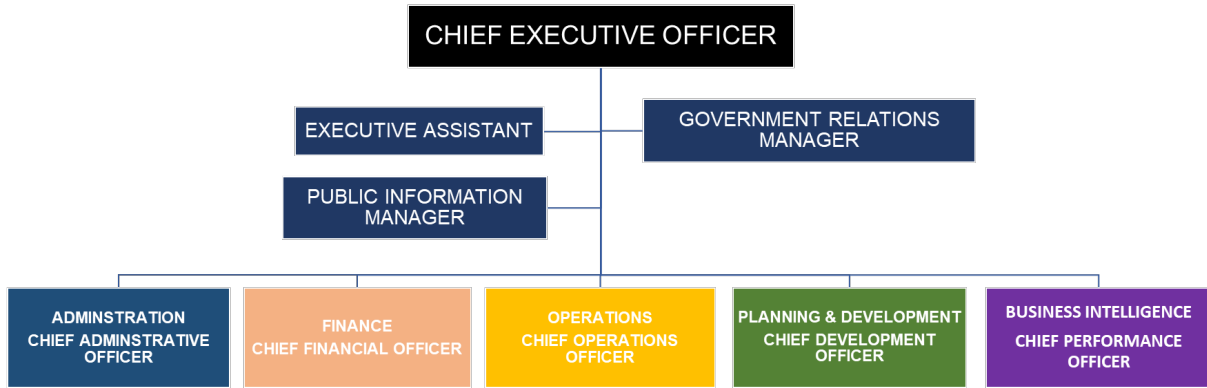 CHIEF EXECUTIVE OFFICER
EXECUTIVE ASSISTANT
GOVERNMENT RELATIONS
MANAGER
PUBLIC INFORMATION
MANAGER
ADMINSTRATION
CHIEF ADMINSTRATIVE
OFFICER
FINANCE
CHIEF FINANCIAL OFFICER
OPERATIONS
CHIEF OPERATIONS
OFFICER
PLANNING & DEVELOPMENT
CHIEF DEVELOPMENT
OFFICER
BUSINESS INTELLIGENCE
CHIEF PERFORMANCE
OFFICER